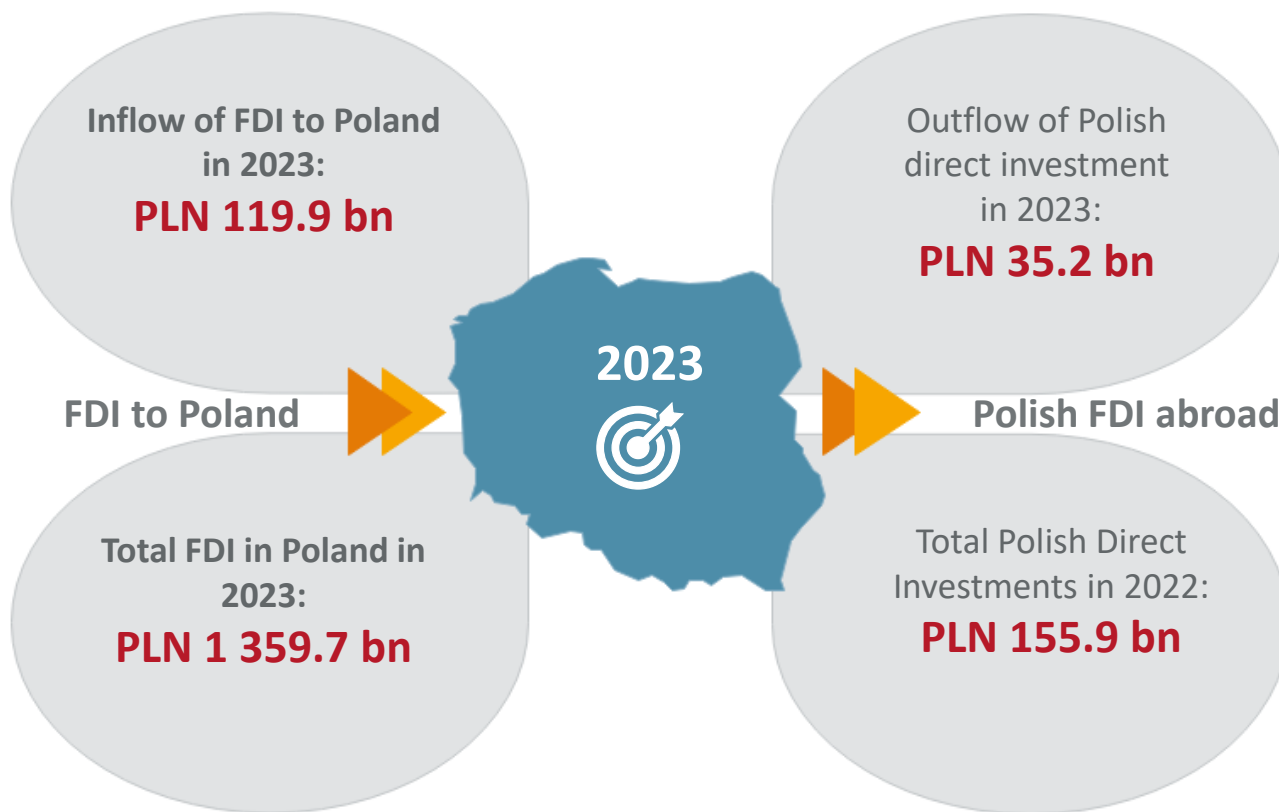 Inflow of FDI to Poland
in 2023:
PLN 119.9 bn
Outflow of Polish
direct investment
in 2023:
PLN 35.2 bn
2023
FDI to Poland
Polish FDI abroad
Total FDI in Poland in
2023:
PLN 1 359.7 bn
Total Polish Direct
Investments in 2022:
PLN 155.9 bn